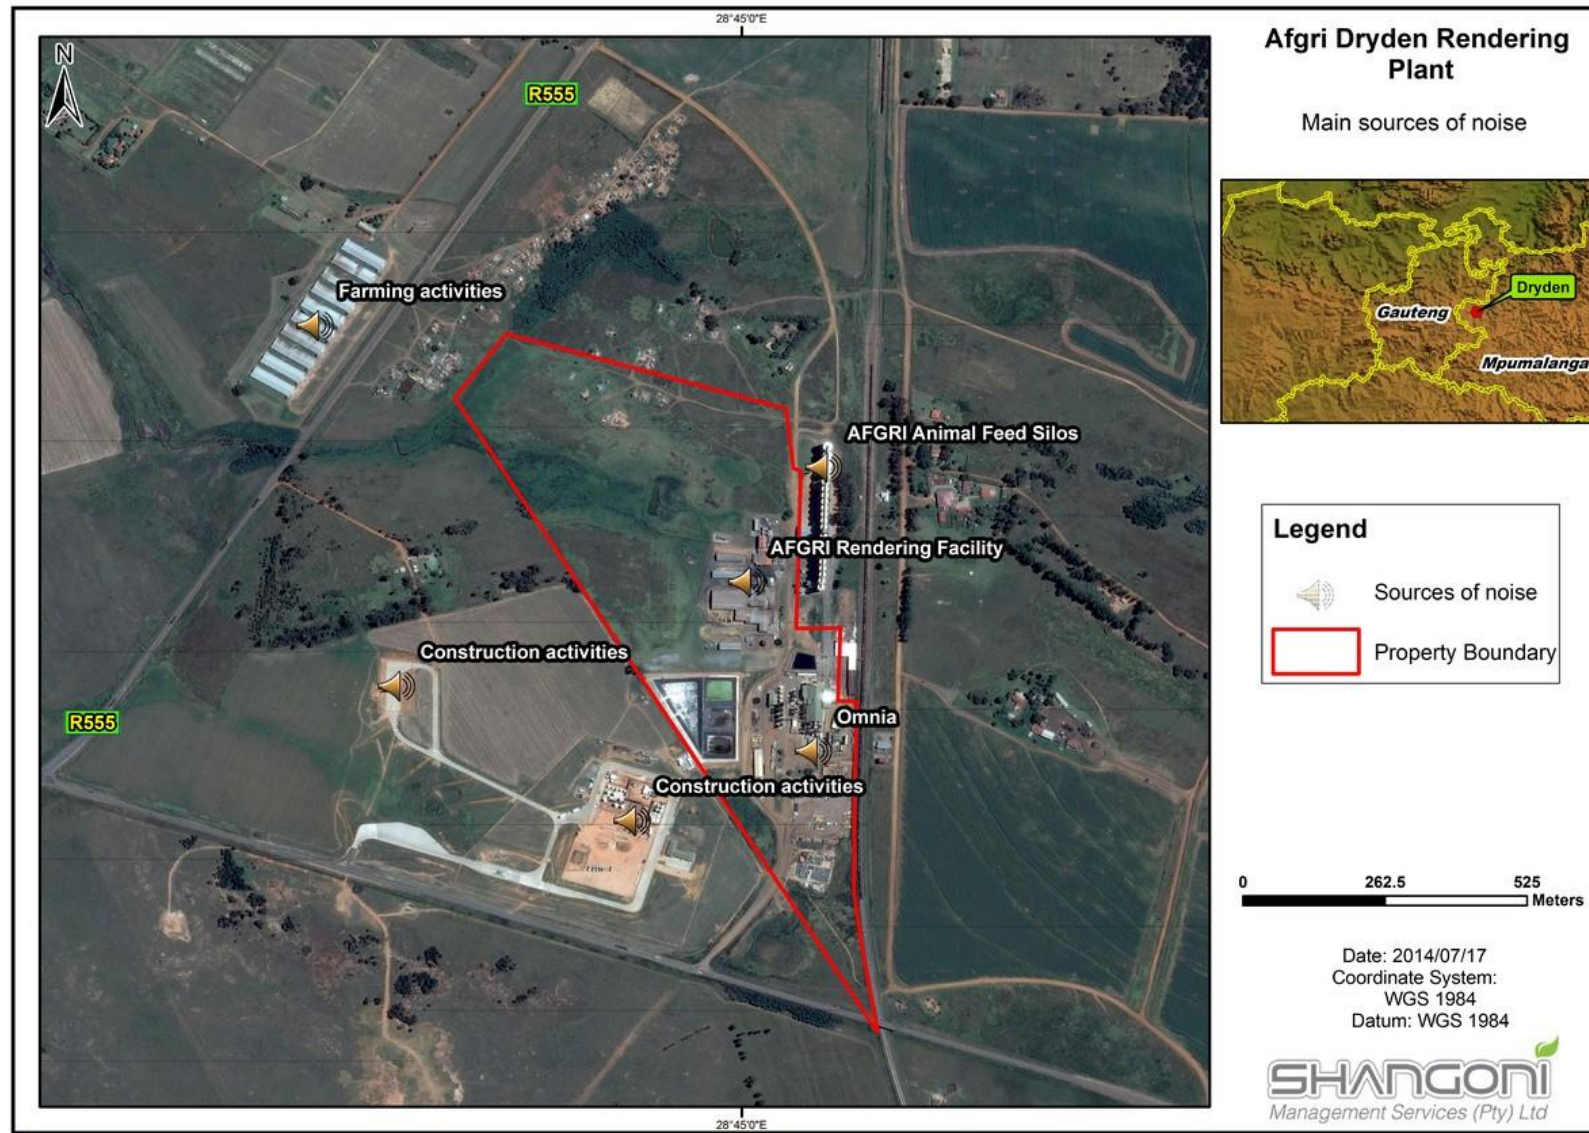 28°45'0"E
N
R555
Farming activities
AFGRI Animal Feed Silos
AFGRI Rendering Facility
Construction activities
R555
Omnia
Construction activities
28°45'0"E
Afgri Dryden Rendering
Plant
Main sources of noise
Dryden
Gauteng
Mpumalanga
Legend
Sources of noise
Property Boundary
0 262.5 525
Meters
Date: 2014/07/17
Coordinate System:
WGS 1984
Datum: WGS 1984
SHANGONI
Management Services (Pty) Ltd